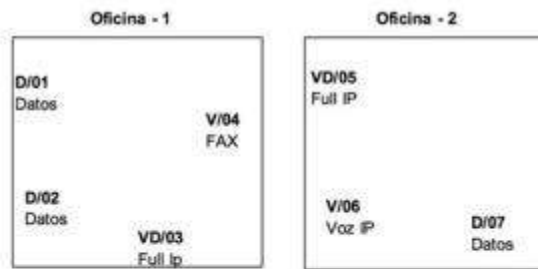 Oficina - 1
D/01
Datos
V/04
FAX
D/02
Datos
VD/03
Full Ip
Oficina - 2
VD/05
Full IP
V/06
Voz IP
D/07
Datos